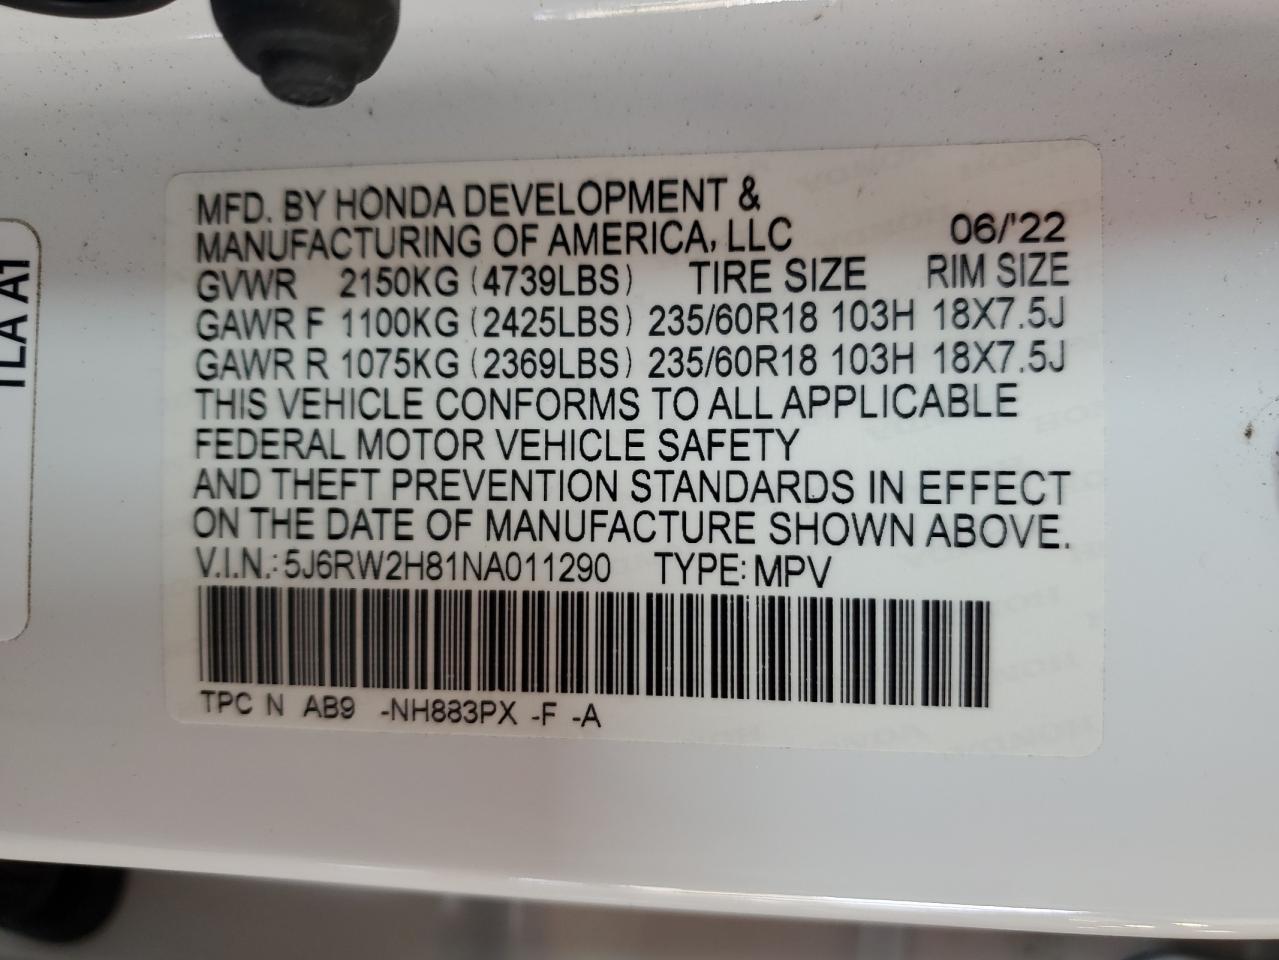 MFD. BY HONDA DEVELOPMENT &
MANUFACTURING OF AMERICA, LLC 06/'22
GVWR 2150KG (4739LBS) TIRE SIZE RIM SIZE
GAWR F 1100KG (2425LBS) 235/60R18 103H 18X7.5J
GAWR R 1075KG (2369LBS) 235/60R18 103H 18X7.5J
THIS VEHICLE CONFORMS TO ALL APPLICABLE
FEDERAL MOTOR VEHICLE SAFETY
AND THEFT PREVENTION STANDARDS IN EFFECT
ON THE DATE OF MANUFACTURE SHOWN ABOVE.
V.I.N.: 5J6RW2H81NA011290 TYPE: MPV
TPC N AB9 -NH883PX -F -A
TLA A1